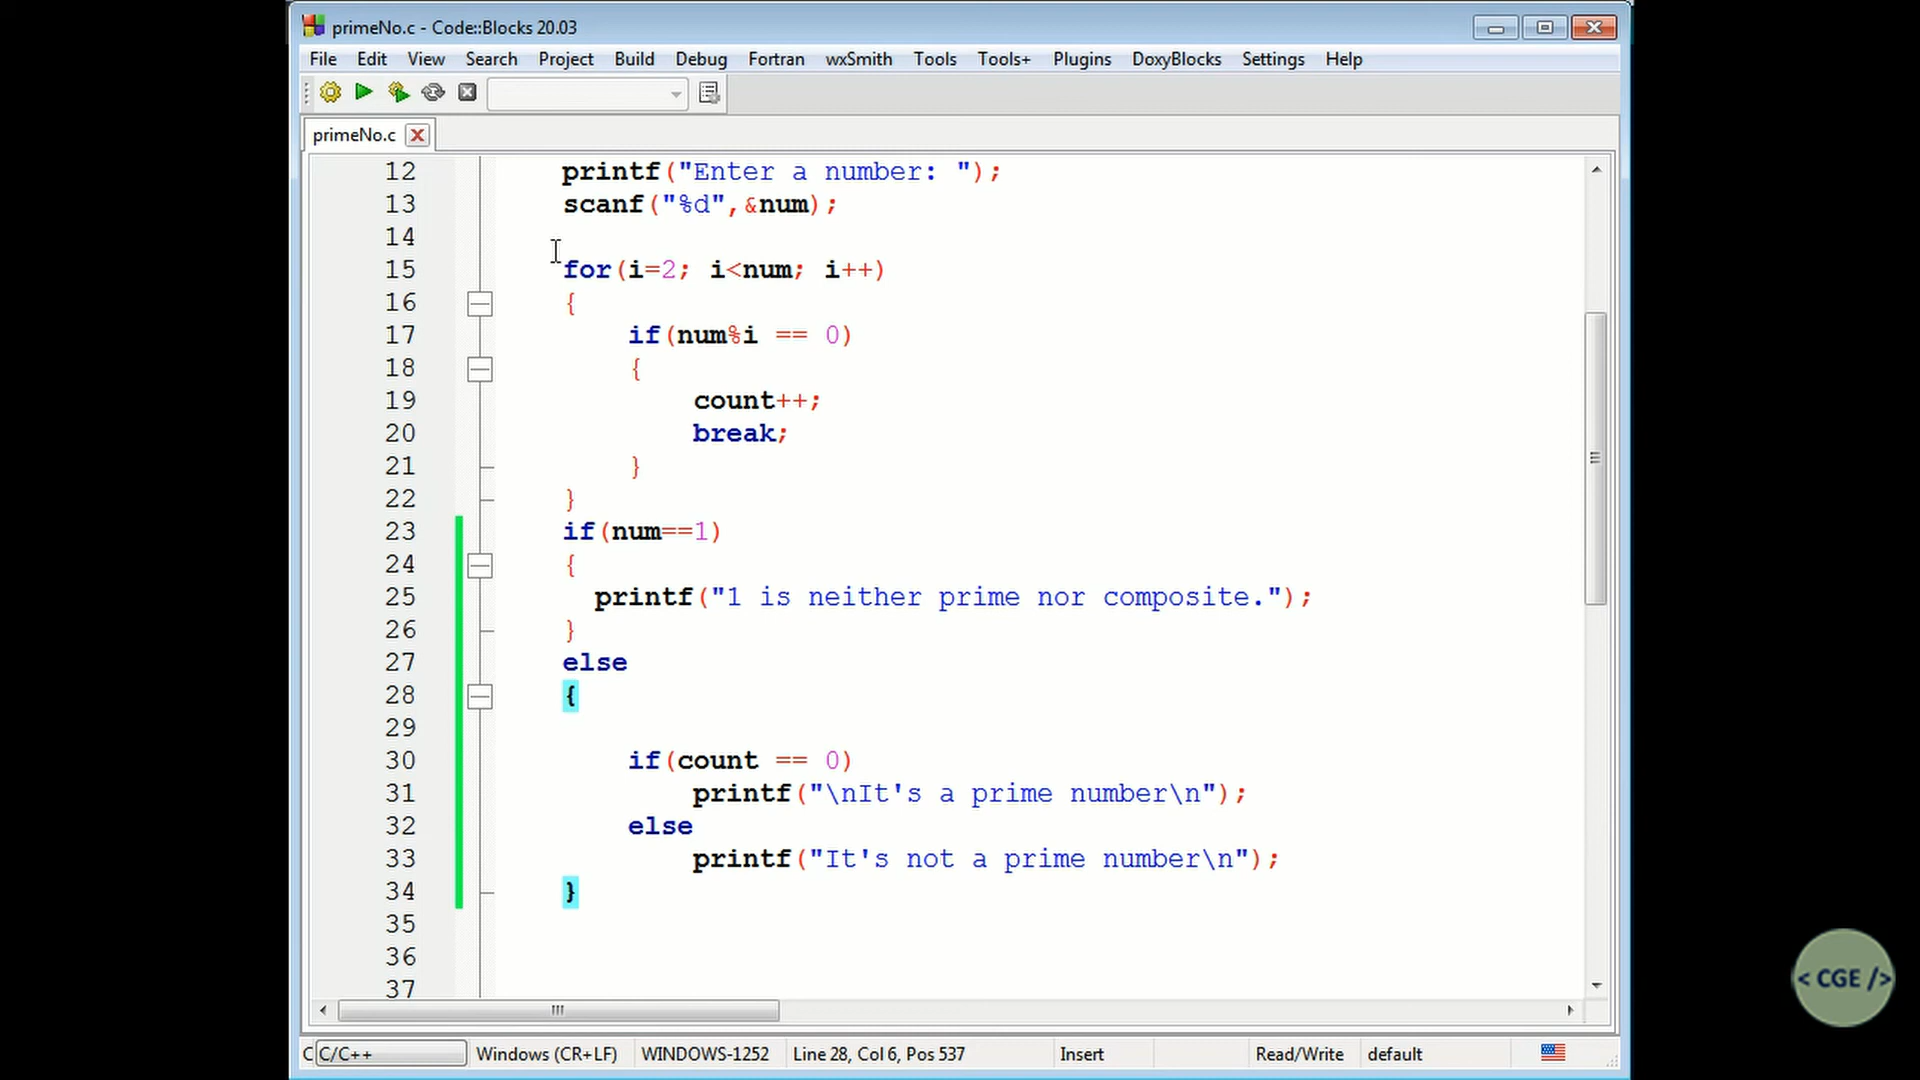 primeNo.c - Code::Blocks 20.03
File Edit View Search Project Build Debug Fortran wxSmith Tools Tools+ Plugins DoxyBlocks Settings Help
primeNo.c
12 printf("Enter a number: ");
13 scanf("%d",&num);
14
15 for(i=2; i<num; i++)
16 {
17 if(num%i == 0)
18 {
19 count++;
20 break;
21 }
22 }
23 if(num==1)
24 {
25 printf("1 is neither prime nor composite.");
26 }
27 else
28 {
29
30 if(count == 0)
31 printf("\nIt's a prime number\n");
32 else
33 printf("It's not a prime number\n");
34 }
35
36
37
C C/C++ Windows (CR+LF) WINDOWS-1252 Line 28, Col 6, Pos 537 Insert Read/Write default
< CGE />